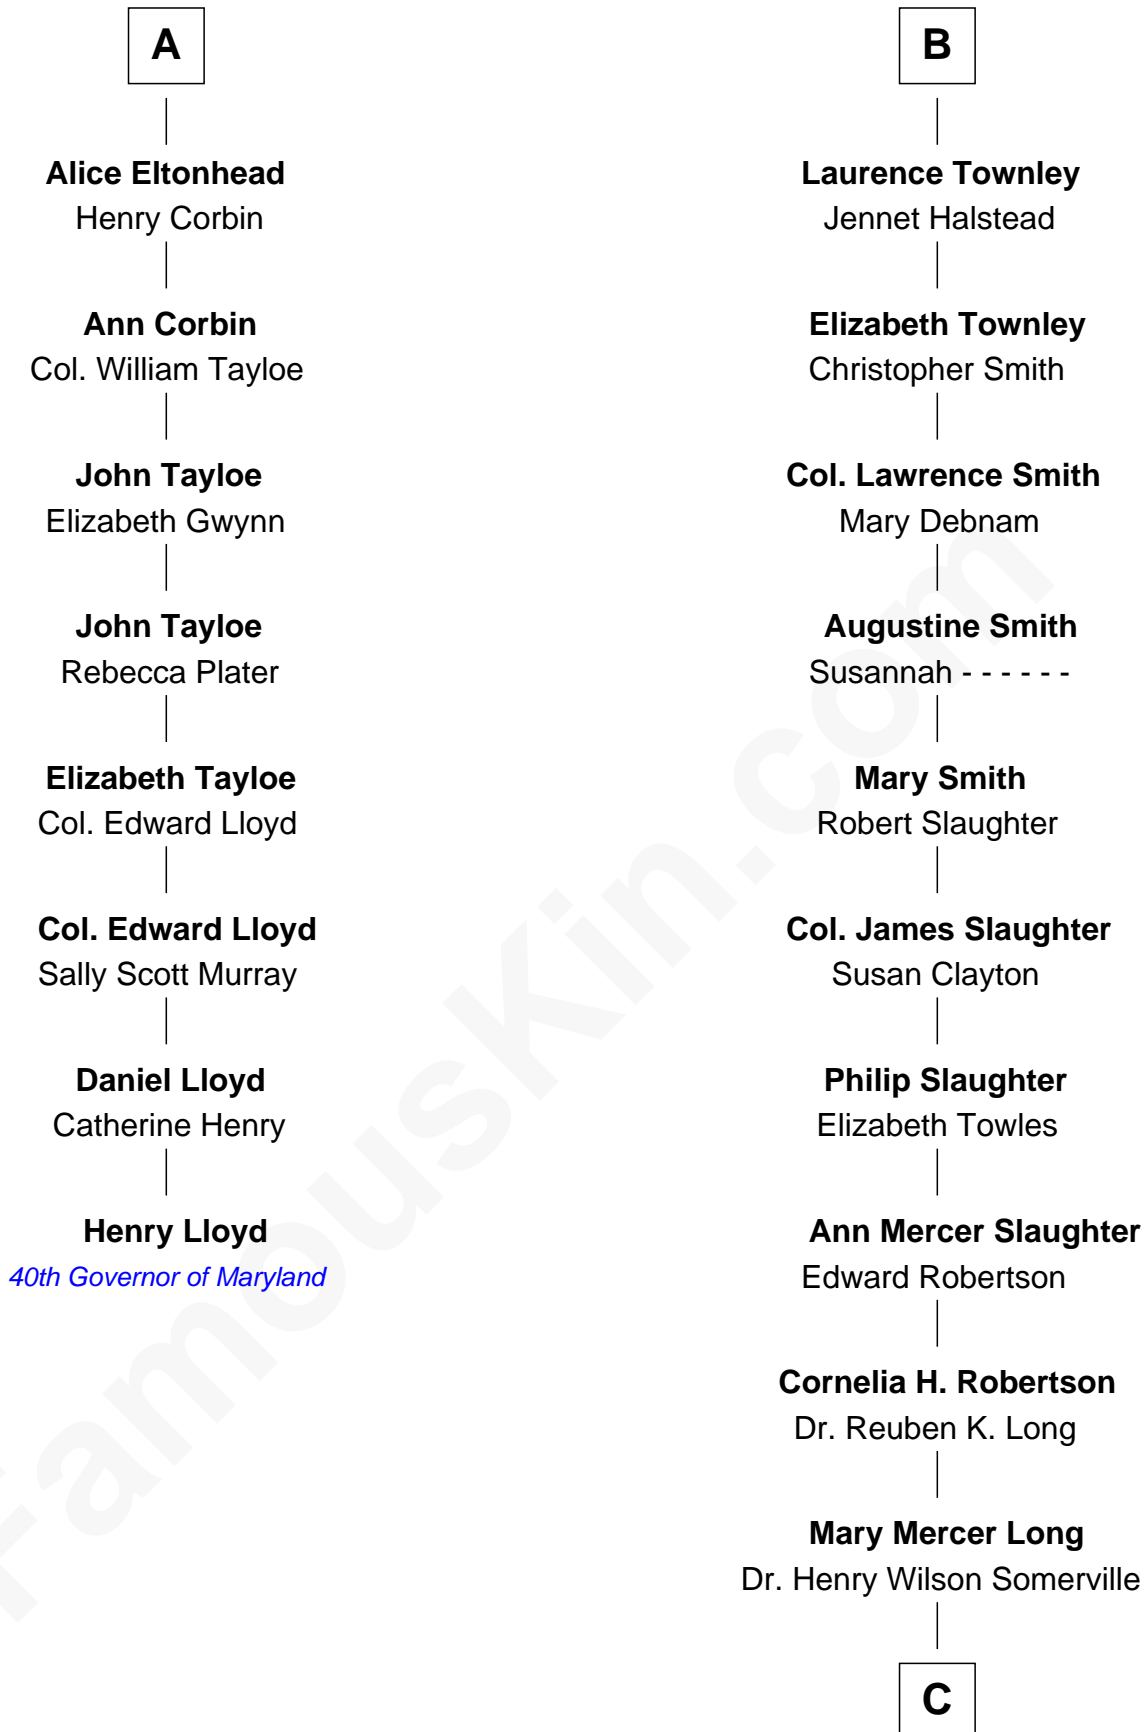 A
Alice Eltonhead
Henry Corbin
Ann Corbin
Col. William Tayloe
John Tayloe
Elizabeth Gwynn
John Tayloe
Rebecca Plater
Elizabeth Tayloe
Col. Edward Lloyd
Col. Edward Lloyd
Sally Scott Murray
Daniel Lloyd
Catherine Henry
Henry Lloyd
40th Governor of Maryland
B
Laurence Townley
Jennet Halstead
Elizabeth Townley
Christopher Smith
Col. Lawrence Smith
Mary Debnam
Augustine Smith
Susannah - - - - - -
Mary Smith
Robert Slaughter
Col. James Slaughter
Susan Clayton
Philip Slaughter
Elizabeth Towles
Ann Mercer Slaughter
Edward Robertson
Cornelia H. Robertson
Dr. Reuben K. Long
Mary Mercer Long
Dr. Henry Wilson Somerville
C
FamousKin.com